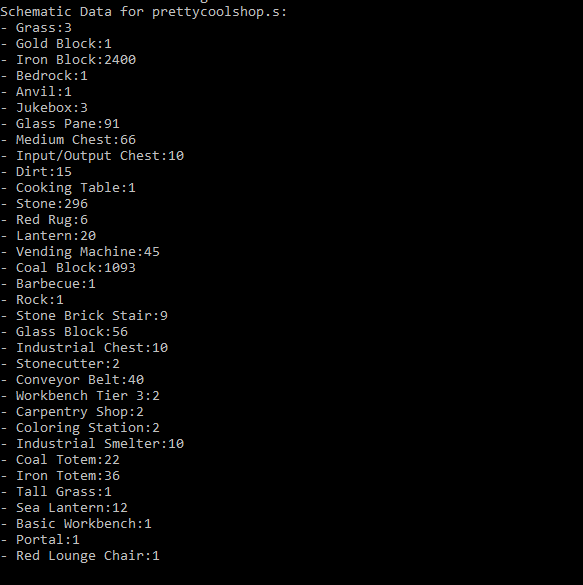 Schematic Data for prettycoolshop.s:
- Grass:3
- Gold Block:1
- Iron Block:2400
- Bedrock:1
- Anvil:1
- Jukebox:3
- Glass Pane:91
- Medium Chest:66
- Input/Output Chest:10
- Dirt:15
- Cooking Table:1
- Stone:296
- Red Rug:6
- Lantern:20
- Vending Machine:45
- Coal Block:1093
- Barbecue:1
- Rock:1
- Stone Brick Stair:9
- Glass Block:56
- Industrial Chest:10
- Stonecutter:2
- Conveyor Belt:40
- Workbench Tier 3:2
- Carpentry Shop:2
- Coloring Station:2
- Industrial Smelter:10
- Coal Totem:22
- Iron Totem:36
- Tall Grass:1
- Sea Lantern:12
- Basic Workbench:1
- Portal:1
- Red Lounge Chair:1